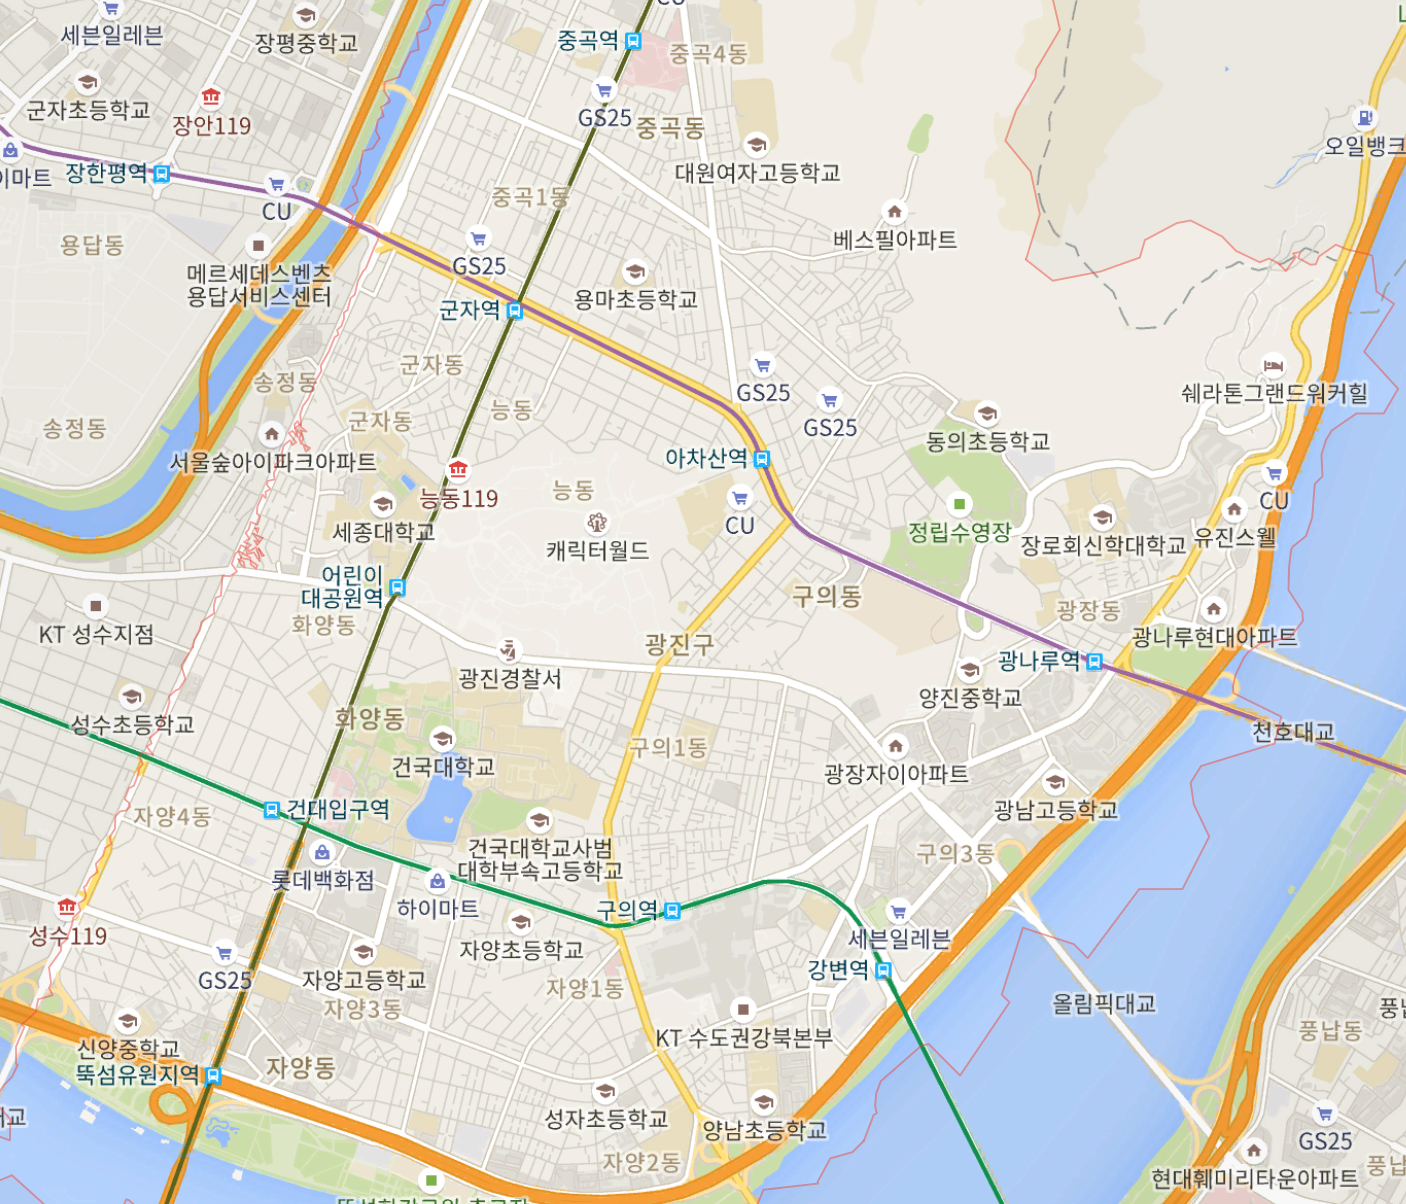 세븐일레븐
장평중학교
중곡역
중곡4동
군자초등학교
장안119
GS25
중곡동
오일뱅크
이마트
장한평역
CU
대원여자고등학교
중곡1동
용답동
메르세데스벤츠
용답서비스센터
GS25
베스필아파트
군자역
용마초등학교
군자동
송정동
능동
GS25
쉐라톤그랜드워커힐
송정동
군자동
GS25
동의초등학교
서울숲아이파크아파트
아차산역
능동119
능동
CU
CU
세종대학교
캐릭터월드
정립수영장
장로회신학대학교
유진스웰
어린이
대공원역
화양동
구의동
광장동
KT 성수지점
광나루현대아파트
광진구
광나루역
광진경찰서
양진중학교
성수초등학교
화양동
천호대교
구의1동
건국대학교
광장자이아파트
건대입구역
자양4동
광남고등학교
건국대학교사범
대학부속고등학교
구의3동
롯데백화점
하이마트
구의역
성수119
자양초등학교
세븐일레븐
GS25
자양고등학교
강변역
자양1동
자양3동
올림픽대교
풍납동
KT 수도권강북본부
신양중학교
뚝섬유원지역
자양동
성자초등학교
양남초등학교
GS25
자양2동
현대훼미리타운아파트